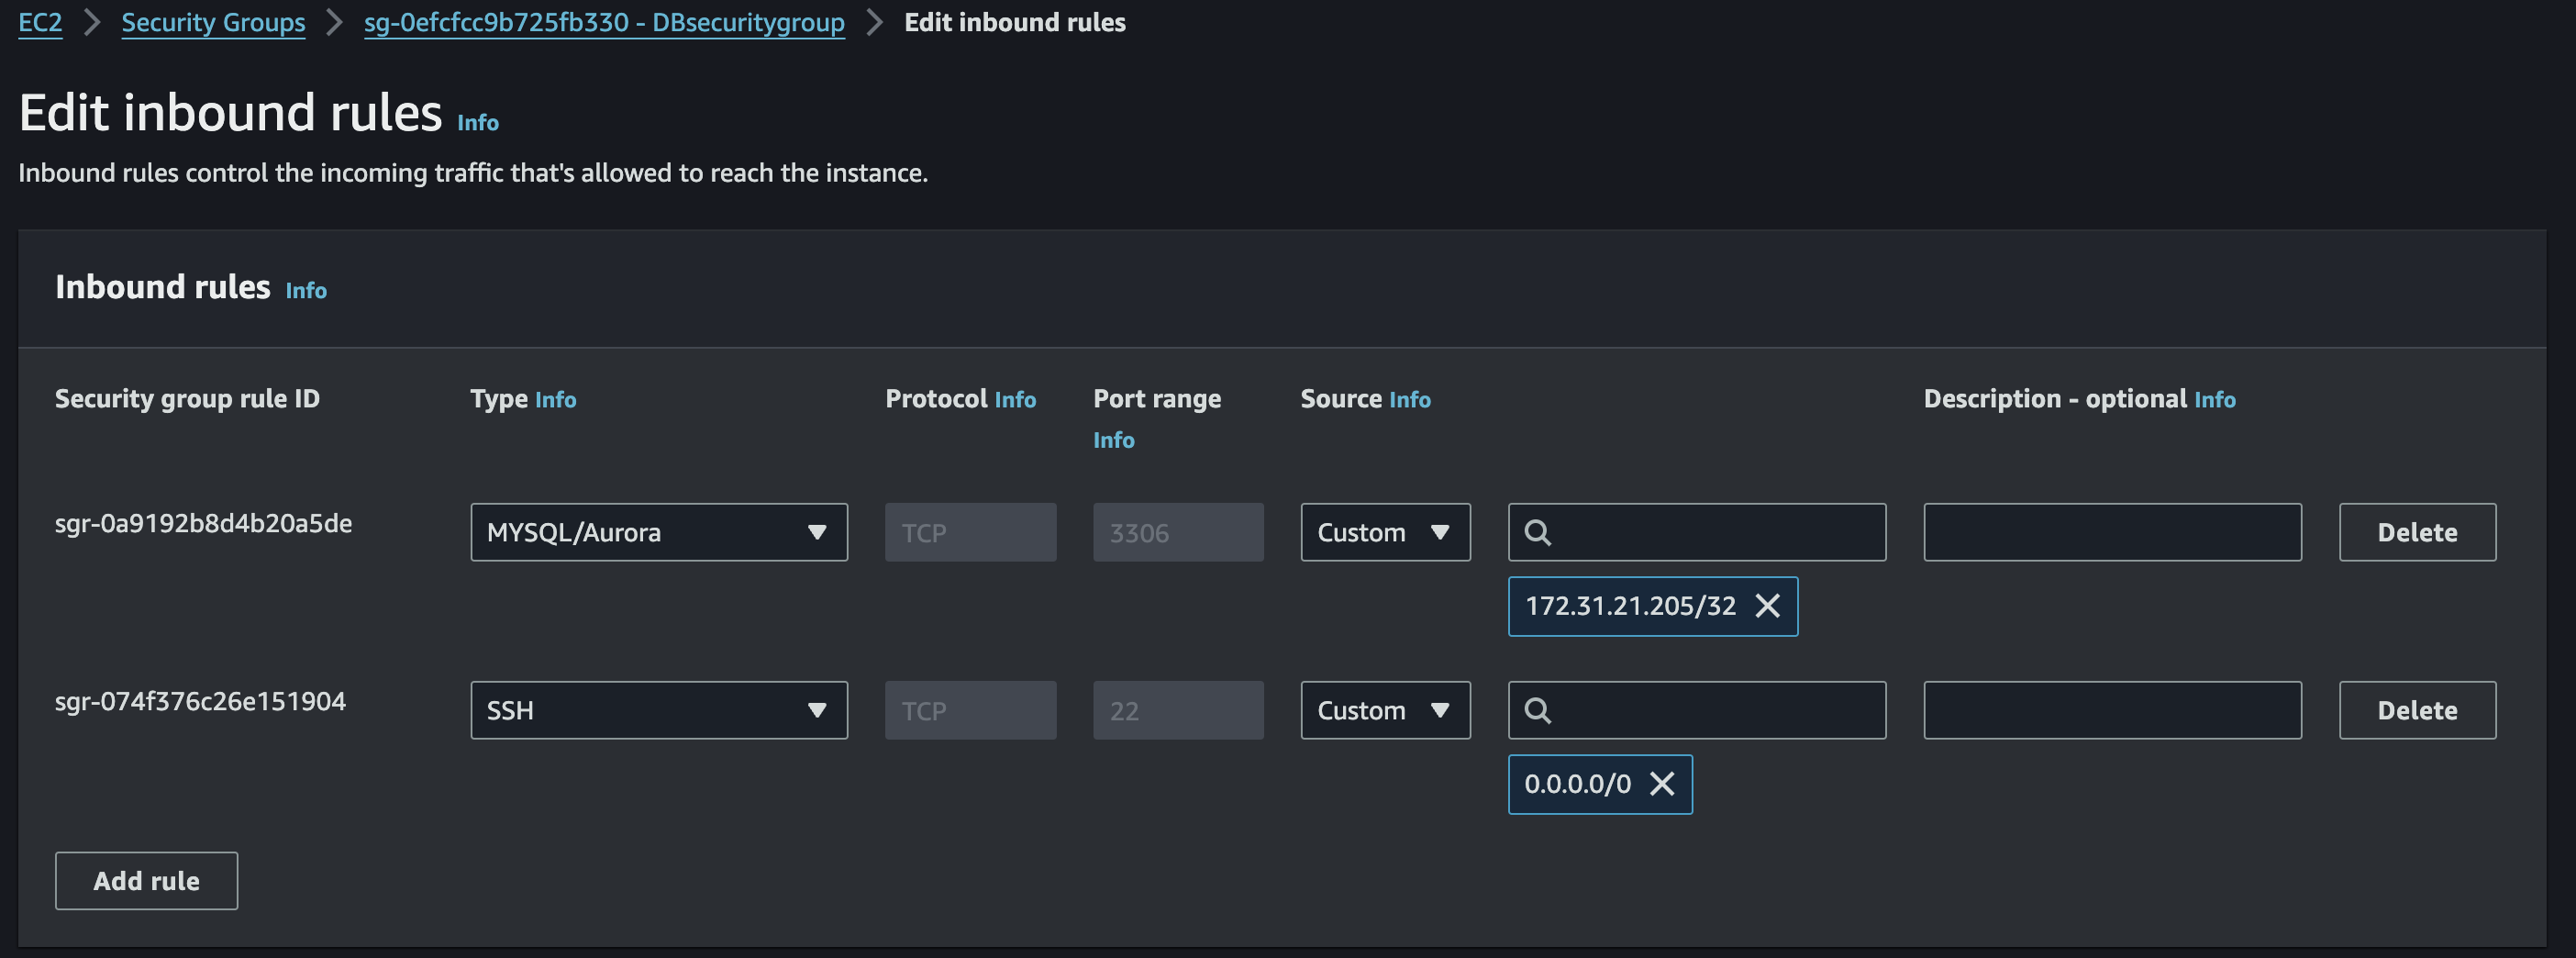 EC2 > Security Groups > sg-0efcfcc9b725fb330 - DBsecuritygroup > Edit inbound rules
Edit inbound rules Info
Inbound rules control the incoming traffic that's allowed to reach the instance.
Inbound rules Info
Security group rule ID Type Info Protocol Info Port range Info Source Info Description - optional Info
sgr-0a9192b8d4b20a5de MYSQL/Aurora TCP 3306 Custom Delete
172.31.21.205/32
sgr-074f376c26e151904 SSH TCP 22 Custom Delete
0.0.0.0/0
Add rule